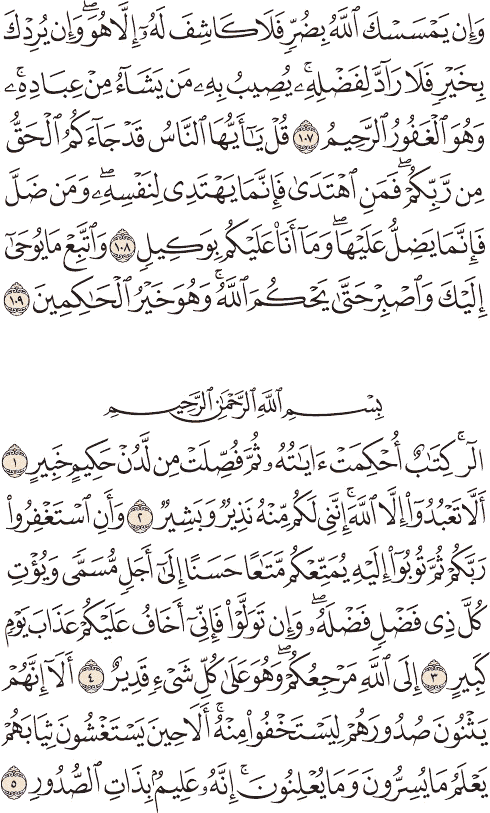 وَإِن يَمْسَسْكَ ٱللَّهُ بِضُرٍّ فَلَا كَاشِفَ لَهُۥٓ إِلَّا هُوَۖ وَإِن يُرِدْكَ
بِخَيْرٍ فَلَا رَآدَّ لِفَضْلِهِۦۚ يُصِيبُ بِهِۦ مَن يَشَآءُ مِنْ عِبَادِهِۦۚ
وَهُوَ ٱلْغَفُورُ ٱلرَّحِيمُ ١٠٧ قُلْ يَٰٓأَيُّهَا ٱلنَّاسُ قَدْ جَآءَكُمُ ٱلْحَقُّ
مِن رَّبِّكُمْۖ فَمَنِ ٱهْتَدَىٰ فَإِنَّمَا يَهْتَدِى لِنَفْسِهِۦۖ وَمَن ضَلَّ
فَإِنَّمَا يَضِلُّ عَلَيْهَاۖ وَمَآ أَنَا۠ عَلَيْكُم بِوَكِيلٍ ١٠٨ وَٱتَّبِعْ مَا يُوحَىٰٓ
إِلَيْكَ وَٱصْبِرْ حَتَّىٰ يَحْكُمَ ٱللَّهُۚ وَهُوَ خَيْرُ ٱلْحَٰكِمِينَ ١٠٩
بِسْمِ ٱللَّهِ ٱلرَّحْمَٰنِ ٱلرَّحِيمِ
الٓرۚ كِتَٰبٌ أُحْكِمَتْ ءَايَٰتُهُۥ ثُمَّ فُصِّلَتْ مِن لَّدُنْ حَكِيمٍ خَبِيرٍ ١
أَلَّا تَعْبُدُوٓا۟ إِلَّا ٱللَّهَۚ إِنَّنِى لَكُم مِّنْهُ نَذِيرٌ وَبَشِيرٌ ٢ وَأَنِ ٱسْتَغْفِرُوا۟
رَبَّكُمْ ثُمَّ تُوبُوٓا۟ إِلَيْهِ يُمَتِّعْكُم مَّتَٰعًا حَسَنًا إِلَىٰٓ أَجَلٍ مُّسَمًّى وَيُؤْتِ
كُلَّ ذِى فَضْلٍ فَضْلَهُۥۖ وَإِن تَوَلَّوْا۟ فَإِنِّىٓ أَخَافُ عَلَيْكُمْ عَذَابَ يَوْمٍ
كَبِيرٍ ٣ إِلَى ٱللَّهِ مَرْجِعُكُمْۖ وَهُوَ عَلَىٰ كُلِّ شَىْءٍ قَدِيرٌ ٤ أَلَآ إِنَّهُمْ
يَثْنُونَ صُدُورَهُمْ لِيَسْتَخْفُوا۟ مِنْهُۚ أَلَا حِينَ يَسْتَغْشُونَ ثِيَابَهُمْ
يَعْلَمُ مَا يُسِرُّونَ وَمَا يُعْلِنُونَۚ إِنَّهُۥ عَلِيمٌۢ بِذَاتِ ٱلصُّدُورِ ٥